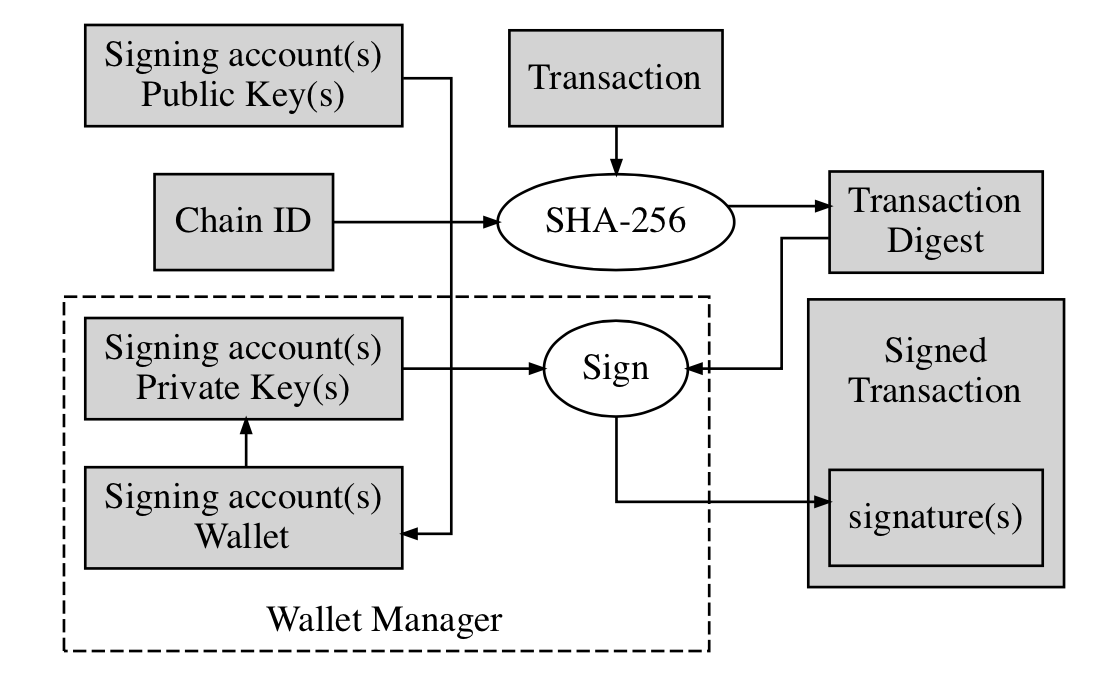 Signing account(s)
Public Key(s)
Transaction
Chain ID
SHA-256
Transaction
Digest
Signing account(s)
Private Key(s)
Sign
Signed
Transaction
Signing account(s)
Wallet
signature(s)
Wallet Manager